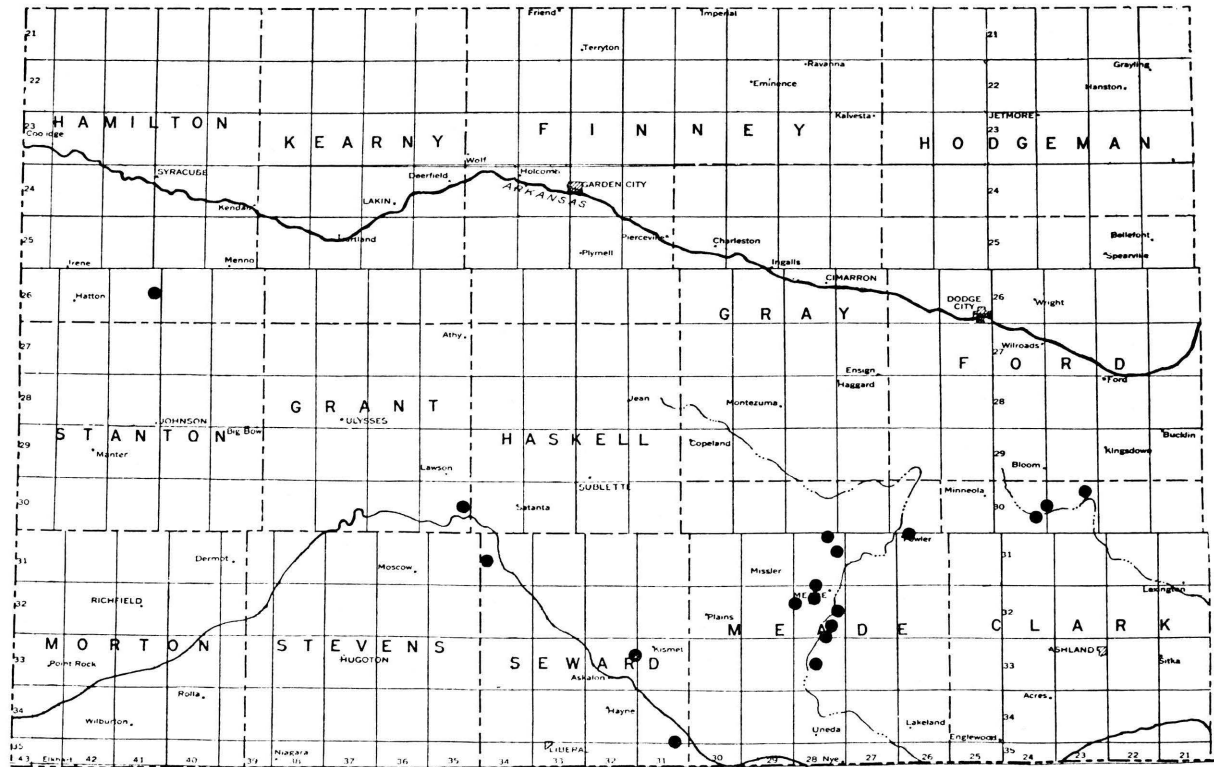 Friend
Imperial
21
21
Terryton
Ravanna
Grayling
22
Eminence
22
Hanston
HAMILTON
Kalvesta
JETMORE
23
23
Coolidge
KEARNY
FINNEY
HODGEMAN
Wolf
SYRACUSE
Deerfield
Holcomb
24
ARKANSAS
GARDEN CITY
24
Kendall
LAKIN
25
Hartland
Pierceville
Charleston
25
Bellefont
Irene
Menno
Plymell
Ingalls
Spearville
CIMARRON
26
Hatton
DODGE
CITY
26
Wright
GRAY
27
Athy
Wilroads
27
FORD
Ensign
Haggard
Ford
28
GRANT
Jean
Montezuma
28
JOHNSON
ULYSSES
Bucklin
STANTON
Big Bow
HASKELL
Copeland
29
Manter
29
Kingsdown
Bloom
Lawson
SUBLETTE
Minneola
30
Satanta
30
Fowler
31
Dermot
Moscow
Missler
31
Lexington
RICHFIELD
MEADE
32
Plains
32
MORTON
STEVENS
SEWARD
MEADE
CLARK
33
Point Rock
HUGOTON
Kismet
33
ASHLAND
Sitka
Askalon
Rolla
Hayne
Acres
34
Wilburton
Lakeland
34
Uneda
Englewood
35
Niagara
LIBERAL
35
43 Elkhart 42 41 40 39 38 37 36 35 34 33 32 31 30 29 28 Nye 27 26 25 24 23 22 21